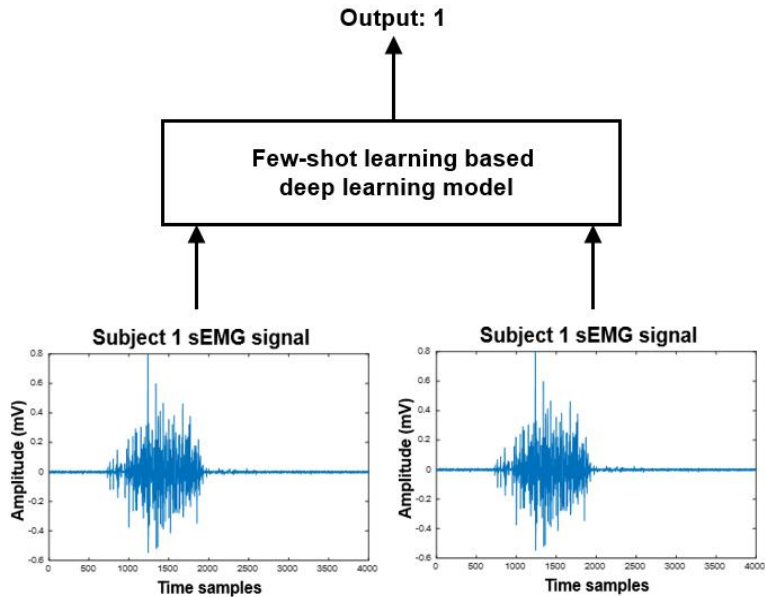 Output: 1
Few-shot learning based
deep learning model
Subject 1 sEMG signal
Amplitude (mV)
0.8
0.6
0.4
0.2
0
-0.2
-0.4
-0.6
0 500 1000 1500 2000 2500 3000 3500 4000
Time samples
Subject 1 sEMG signal
Amplitude (mV)
0.8
0.6
0.4
0.2
0
-0.2
-0.4
-0.6
0 500 1000 1500 2000 2500 3000 3500 4000
Time samples